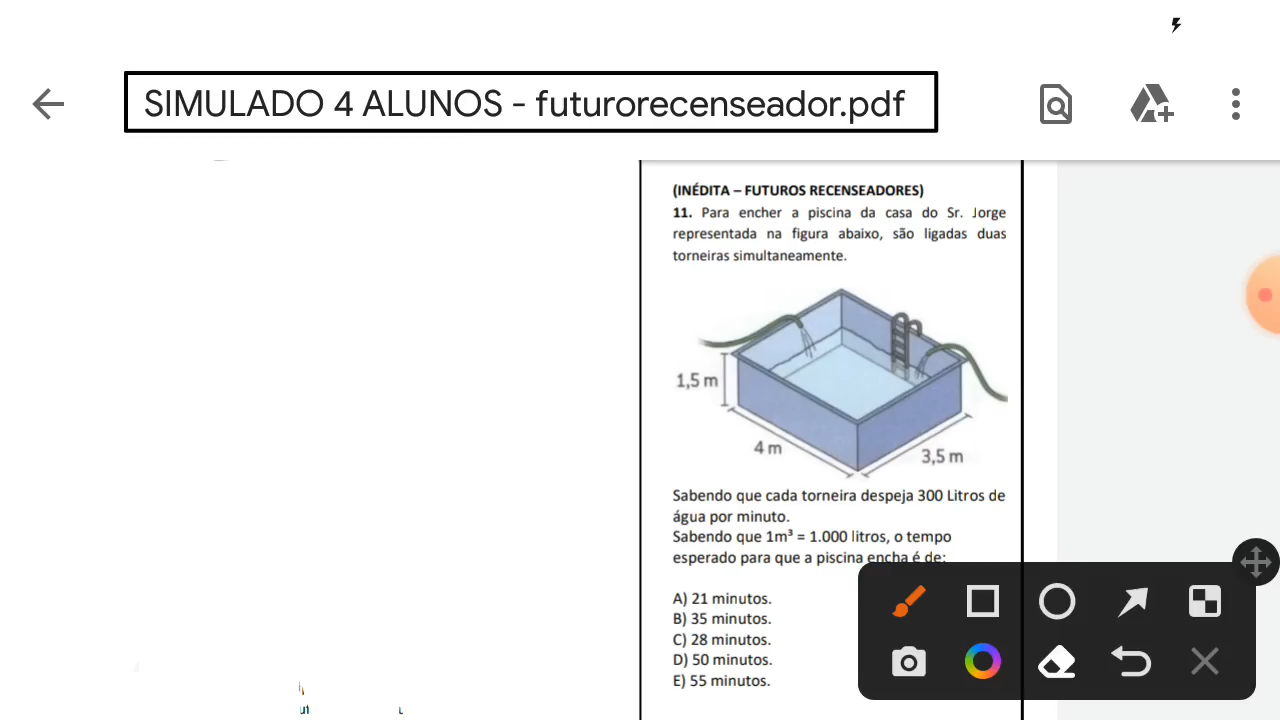 SIMULADO 4 ALUNOS - futurorecenseador.pdf
(INÉDITA – FUTUROS RECENSEADORES)
11. Para encher a piscina da casa do Sr. Jorge
representada na figura abaixo, são ligadas duas
torneiras simultaneamente.
1,5 m
4 m
3,5 m
Sabendo que cada torneira despeja 300 Litros de
água por minuto.
Sabendo que 1m³ = 1.000 litros, o tempo
esperado para que a piscina encha é de:
A) 21 minutos.
B) 35 minutos.
C) 28 minutos.
D) 50 minutos.
E) 55 minutos.